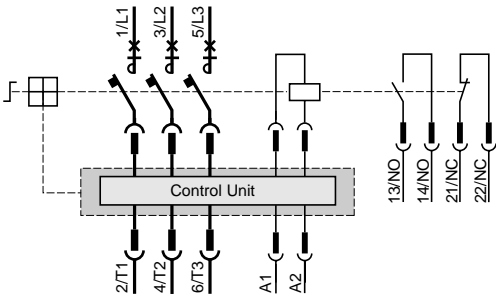 1/L1
3/L2
5/L3
13/NO
14/NO
21/NC
22/NC
Control Unit
2/T1
4/T2
6/T3
A1
A2